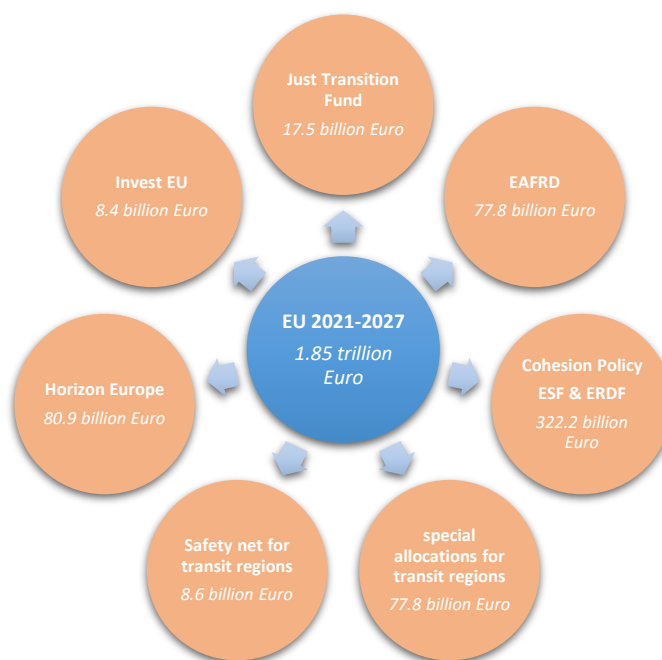 Just Transition
Fund
17.5 billion Euro
Invest EU
8.4 billion Euro
EAFRD
77.8 billion Euro
EU 2021-2027
1.85 trillion
Euro
Horizon Europe
80.9 billion Euro
Cohesion Policy
ESF & ERDF
322.2 billion
Euro
Safety net for
transit regions
8.6 billion Euro
special
allocations for
transit regions
77.8 billion Euro